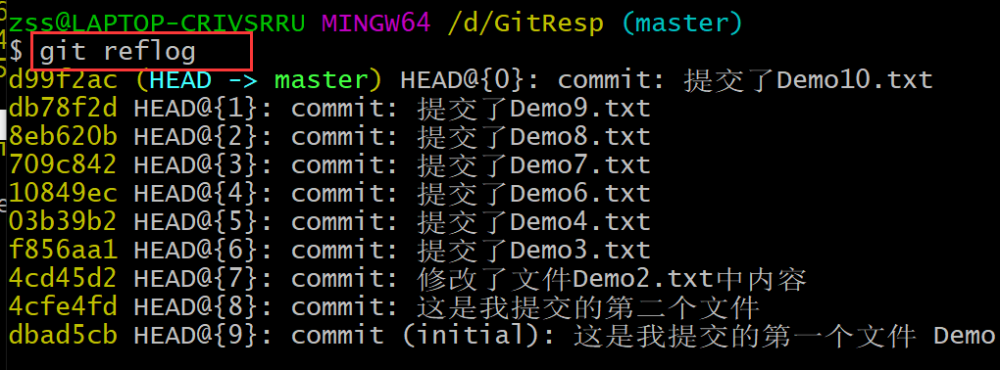 zss@LAPTOP-CRIVSRRU MINGW64 /d/GitResp (master)
$ git reflog
d99f2ac (HEAD -> master) HEAD@{0}: commit: 提交了Demo10.txt
db78f2d HEAD@{1}: commit: 提交了Demo9.txt
8eb620b HEAD@{2}: commit: 提交了Demo8.txt
709c842 HEAD@{3}: commit: 提交了Demo7.txt
10849ec HEAD@{4}: commit: 提交了Demo6.txt
03b39b2 HEAD@{5}: commit: 提交了Demo4.txt
f856aa1 HEAD@{6}: commit: 提交了Demo3.txt
4cd45d2 HEAD@{7}: commit: 修改了文件Demo2.txt中内容
4cfe4fd HEAD@{8}: commit: 这是我提交的第二个文件
dbad5cb HEAD@{9}: commit (initial): 这是我提交的第一个文件 Demo